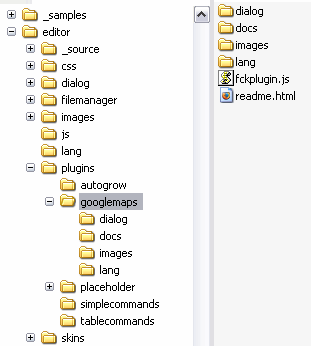 _samples
editor
_source
css
dialog
filemanager
images
js
lang
plugins
autogrow
googlemaps
dialog
docs
images
lang
placeholder
simplecommands
tablecommands
skins
dialog
docs
images
lang
fckplugin.js
readme.html